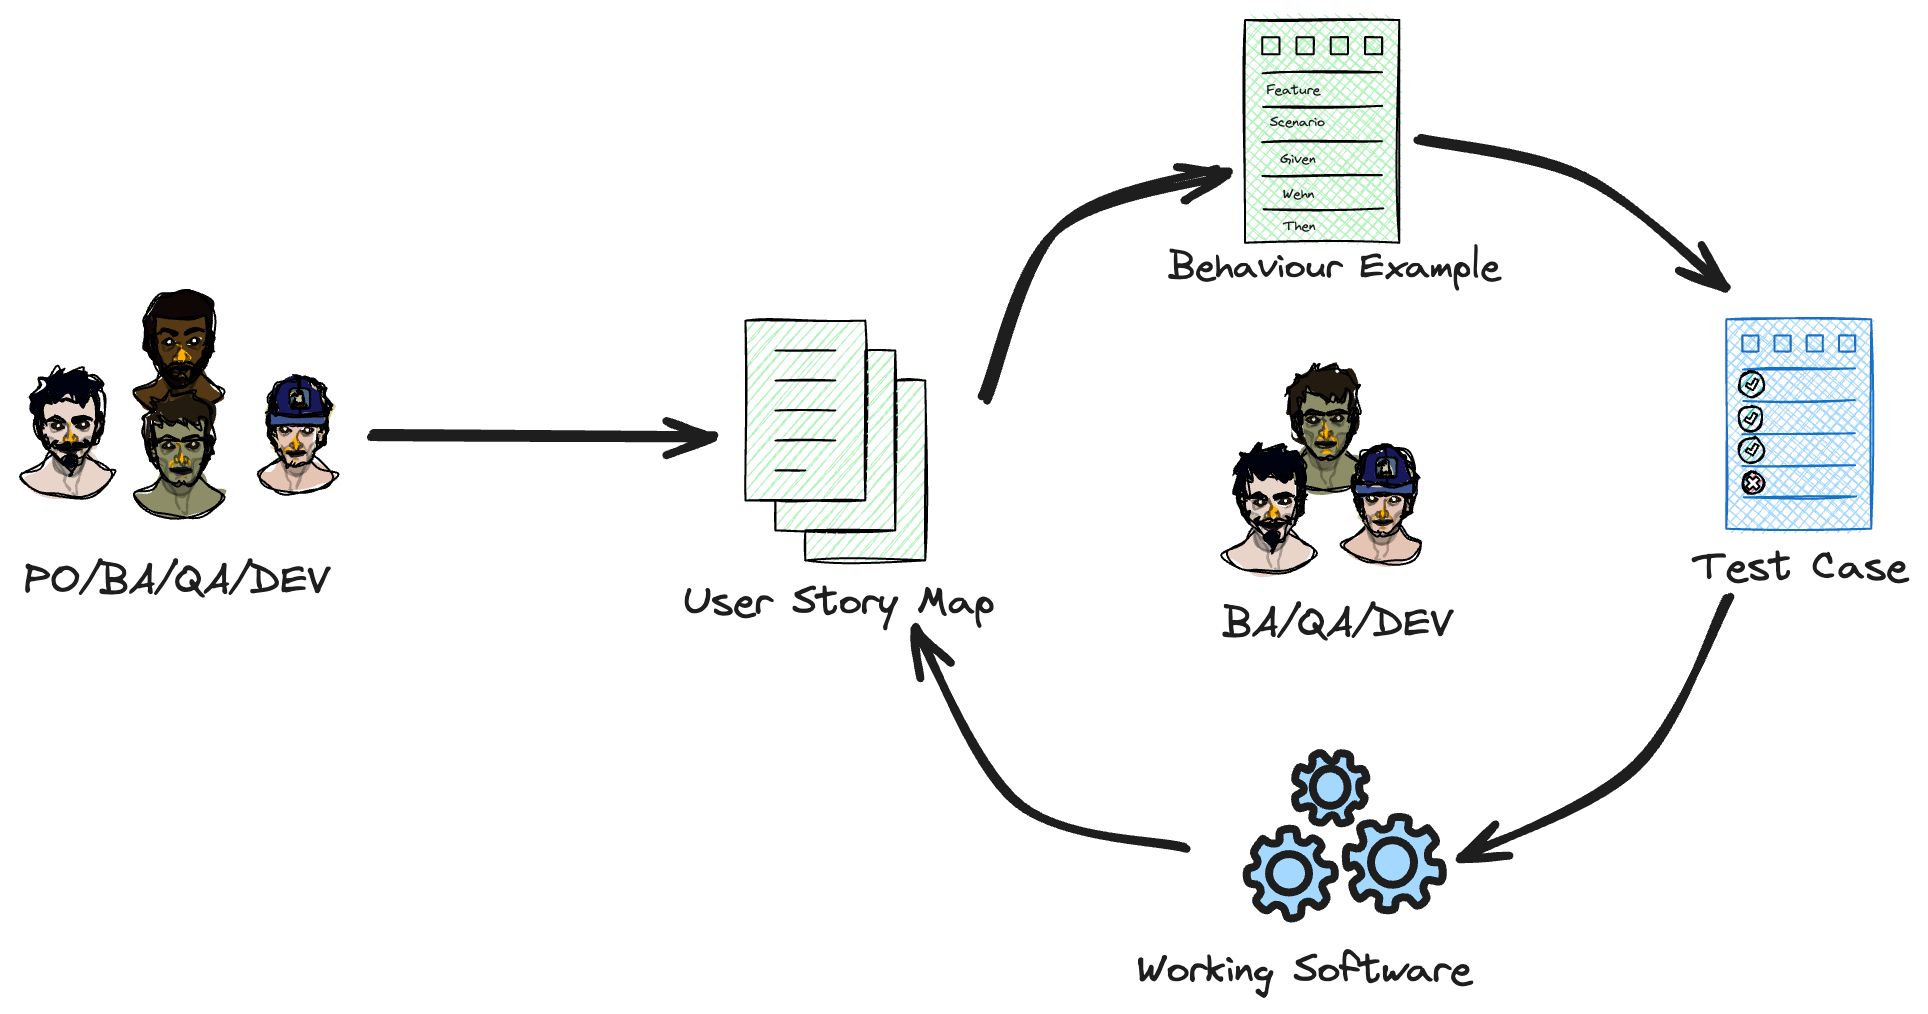 Feature
Scenario
Given
Wehn
Then
Behaviour Example
PO/BA/QA/DEV
User Story Map
BA/QA/DEV
Test Case
Working Software